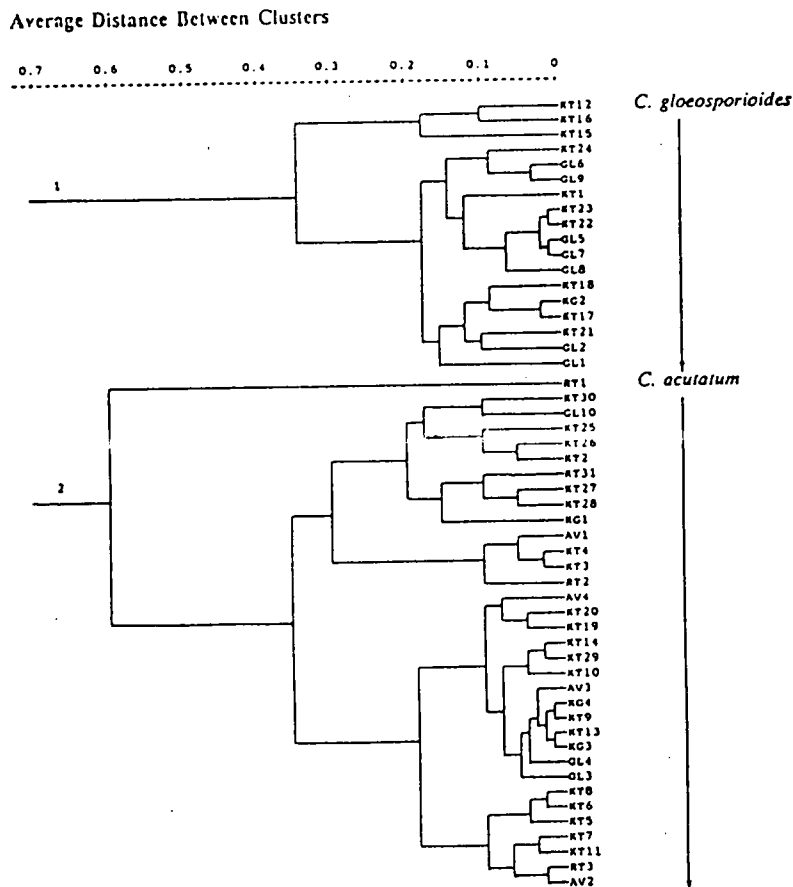 Average Distance Between Clusters
0.7 0.6 0.5 0.4 0.3 0.2 0.1 0
KT12 C. gloeosporioides
KT16
KT15
KT24
GL6
GL9
1
KT1
KT23
KT22
GL5
GL7
GL8
KT18
KG2
KT17
KT21
GL2
GL1
RT1 C. acutatum
KT30
GL10
KT25
KT26
KT2
KT31
2
KT27
KT28
KG1
AV1
KT4
KT3
RT2
AV4
KT20
KT19
KT14
KT29
KT10
AV3
KG4
KT9
KT13
KG3
GL4
GL3
KT8
KT6
KT5
KT7
KT11
RT3
AV2